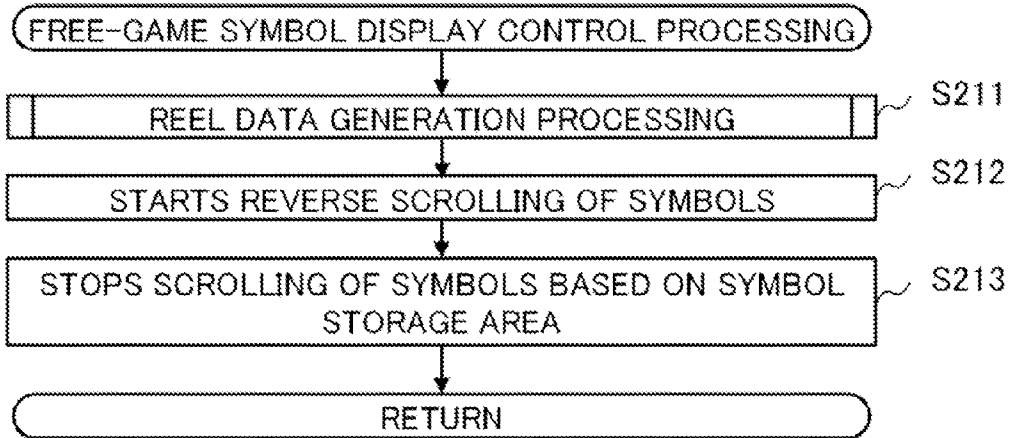 FREE-GAME SYMBOL DISPLAY CONTROL PROCESSING
REEL DATA GENERATION PROCESSING
S211
STARTS REVERSE SCROLLING OF SYMBOLS
S212
STOPS SCROLLING OF SYMBOLS BASED ON SYMBOL
STORAGE AREA
S213
RETURN